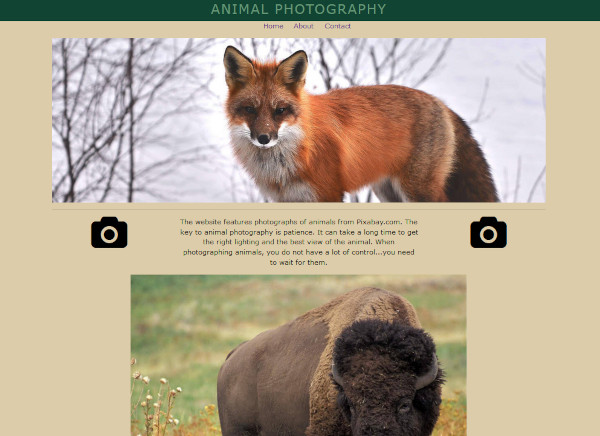 ANIMAL PHOTOGRAPHY
Home About Contact
The website features photographs of animals from Pixabay.com. The
key to animal photography is patience. It can take a long time to get
the right lighting and the best view of the animal. When
photographing animals, you do not have a lot of control...you need
to wait for them.